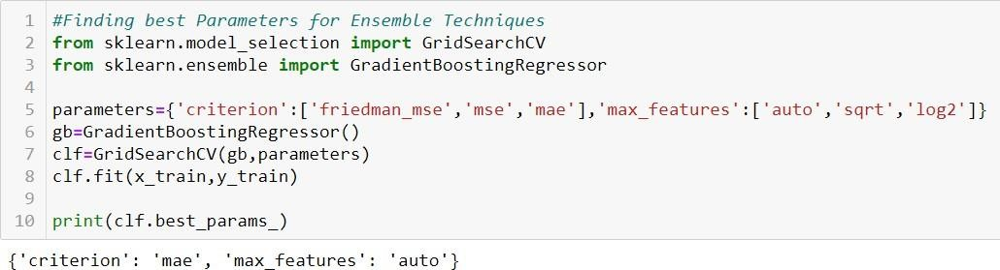 1 #Finding best Parameters for Ensemble Techniques
2 from sklearn.model_selection import GridSearchCV
3 from sklearn.ensemble import GradientBoostingRegressor
4
5 parameters={'criterion':['friedman_mse','mse','mae'],'max_features':['auto','sqrt','log2']}
6 gb=GradientBoostingRegressor()
7 clf=GridSearchCV(gb,parameters)
8 clf.fit(x_train,y_train)
9
10 print(clf.best_params_)
{'criterion': 'mae', 'max_features': 'auto'}